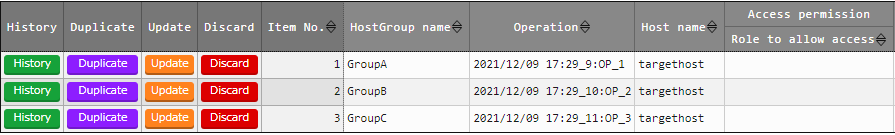 Access permission
History Duplicate Update Discard Item No. HostGroup name Operation Host name
Role to allow access
History Duplicate Update Discard 1 GroupA 2021/12/09 17:29_9:OP_1 targethost
History Duplicate Update Discard 2 GroupB 2021/12/09 17:29_10:OP_2 targethost
History Duplicate Update Discard 3 GroupC 2021/12/09 17:29_11:OP_3 targethost